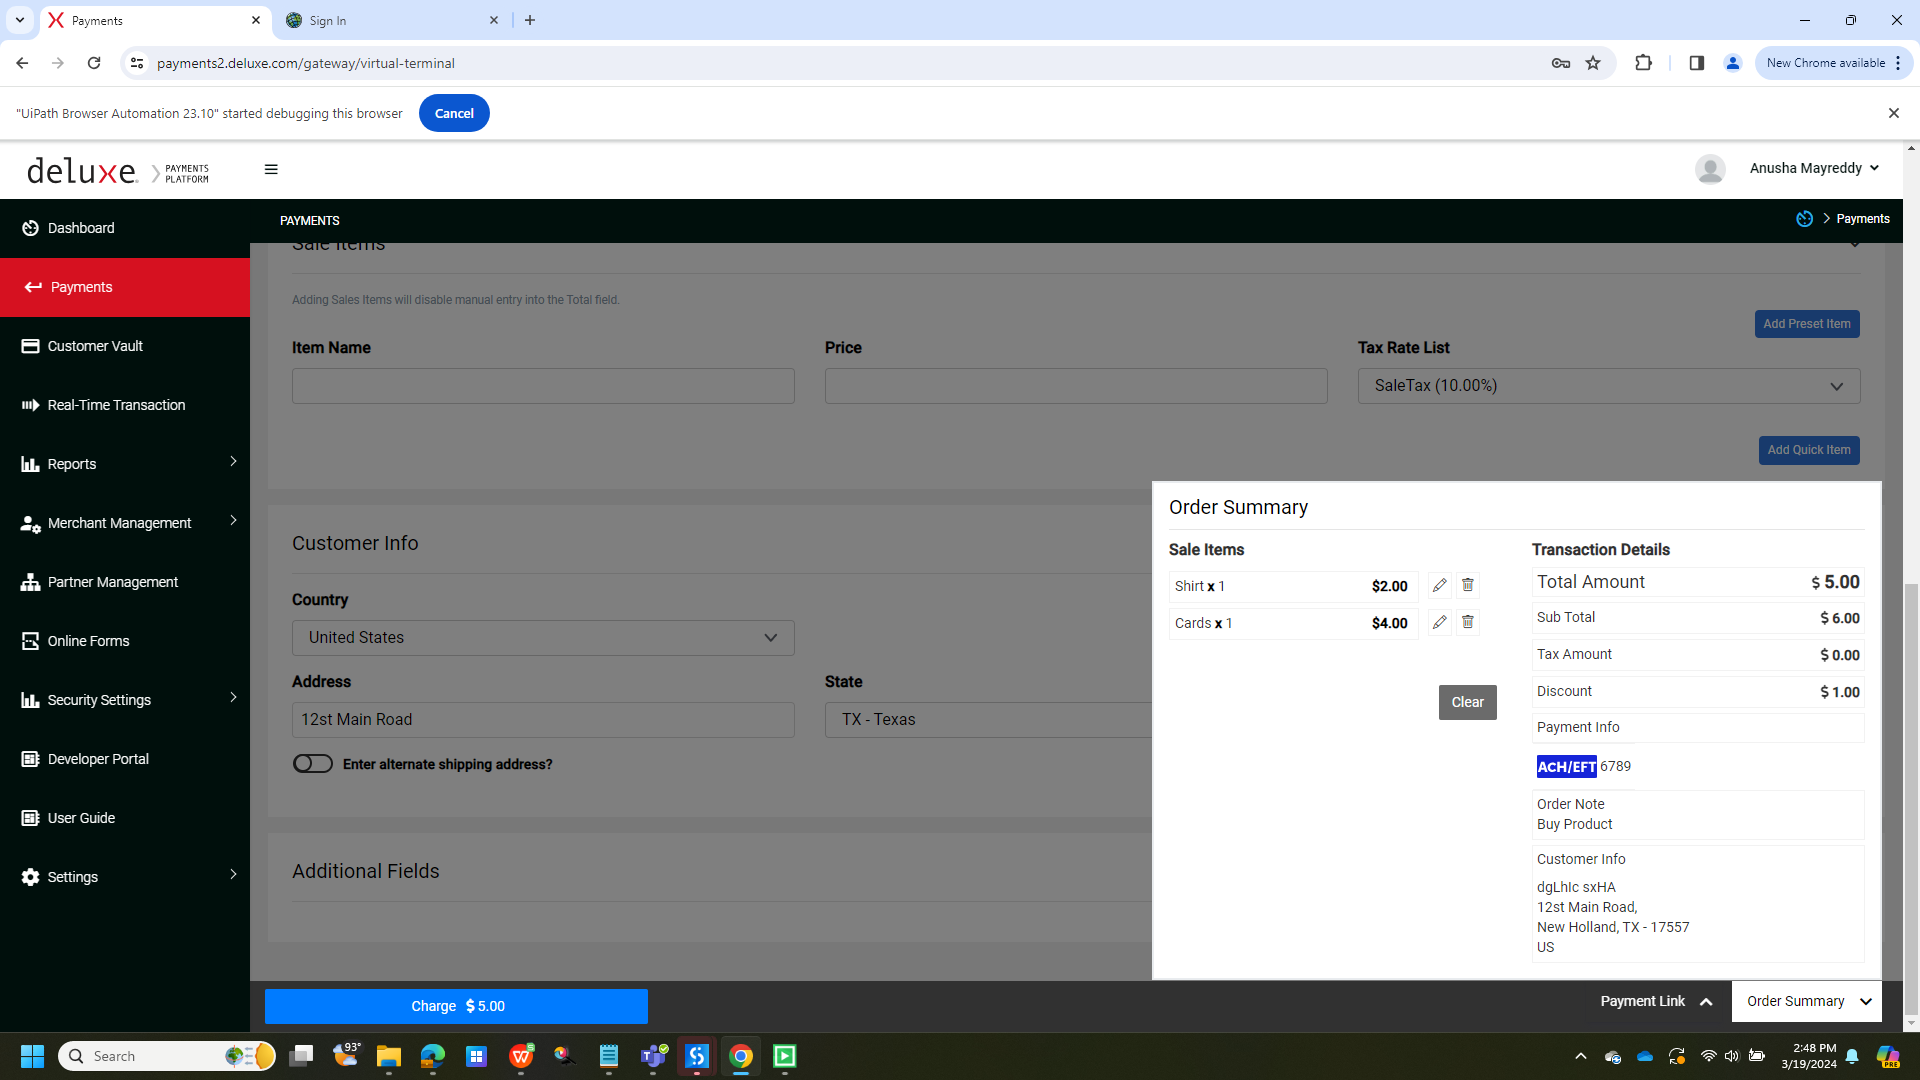 Payments
Sign In
payments2.deluxe.com/gateway/virtual-terminal
New Chrome available
"UiPath Browser Automation 23.10" started debugging this browser
Cancel
deluxe.
PAYMENTS
PLATFORM
Anusha Mayreddy
Dashboard
Payments
Customer Vault
Real-Time Transaction
Reports
Merchant Management
Partner Management
Online Forms
Security Settings
Developer Portal
User Guide
Settings
PAYMENTS
Payments
Sale Items
Adding Sales Items will disable manual entry into the Total field.
Add Preset Item
Item Name
Price
Tax Rate List
SaleTax (10.00%)
Add Quick Item
Customer Info
Country
United States
Address
State
12st Main Road
TX - Texas
Enter alternate shipping address?
Additional Fields
Order Summary
Sale Items
Shirt x 1 $2.00
Cards x 1 $4.00
Clear
Transaction Details
Total Amount $ 5.00
Sub Total $ 6.00
Tax Amount $ 0.00
Discount $ 1.00
Payment Info
ACH/EFT 6789
Order Note
Buy Product
Customer Info
dgLhIc sxHA
12st Main Road,
New Holland, TX - 17557
US
Charge $ 5.00
Payment Link
Order Summary
Search
93°
2:48 PM
3/19/2024
PRE